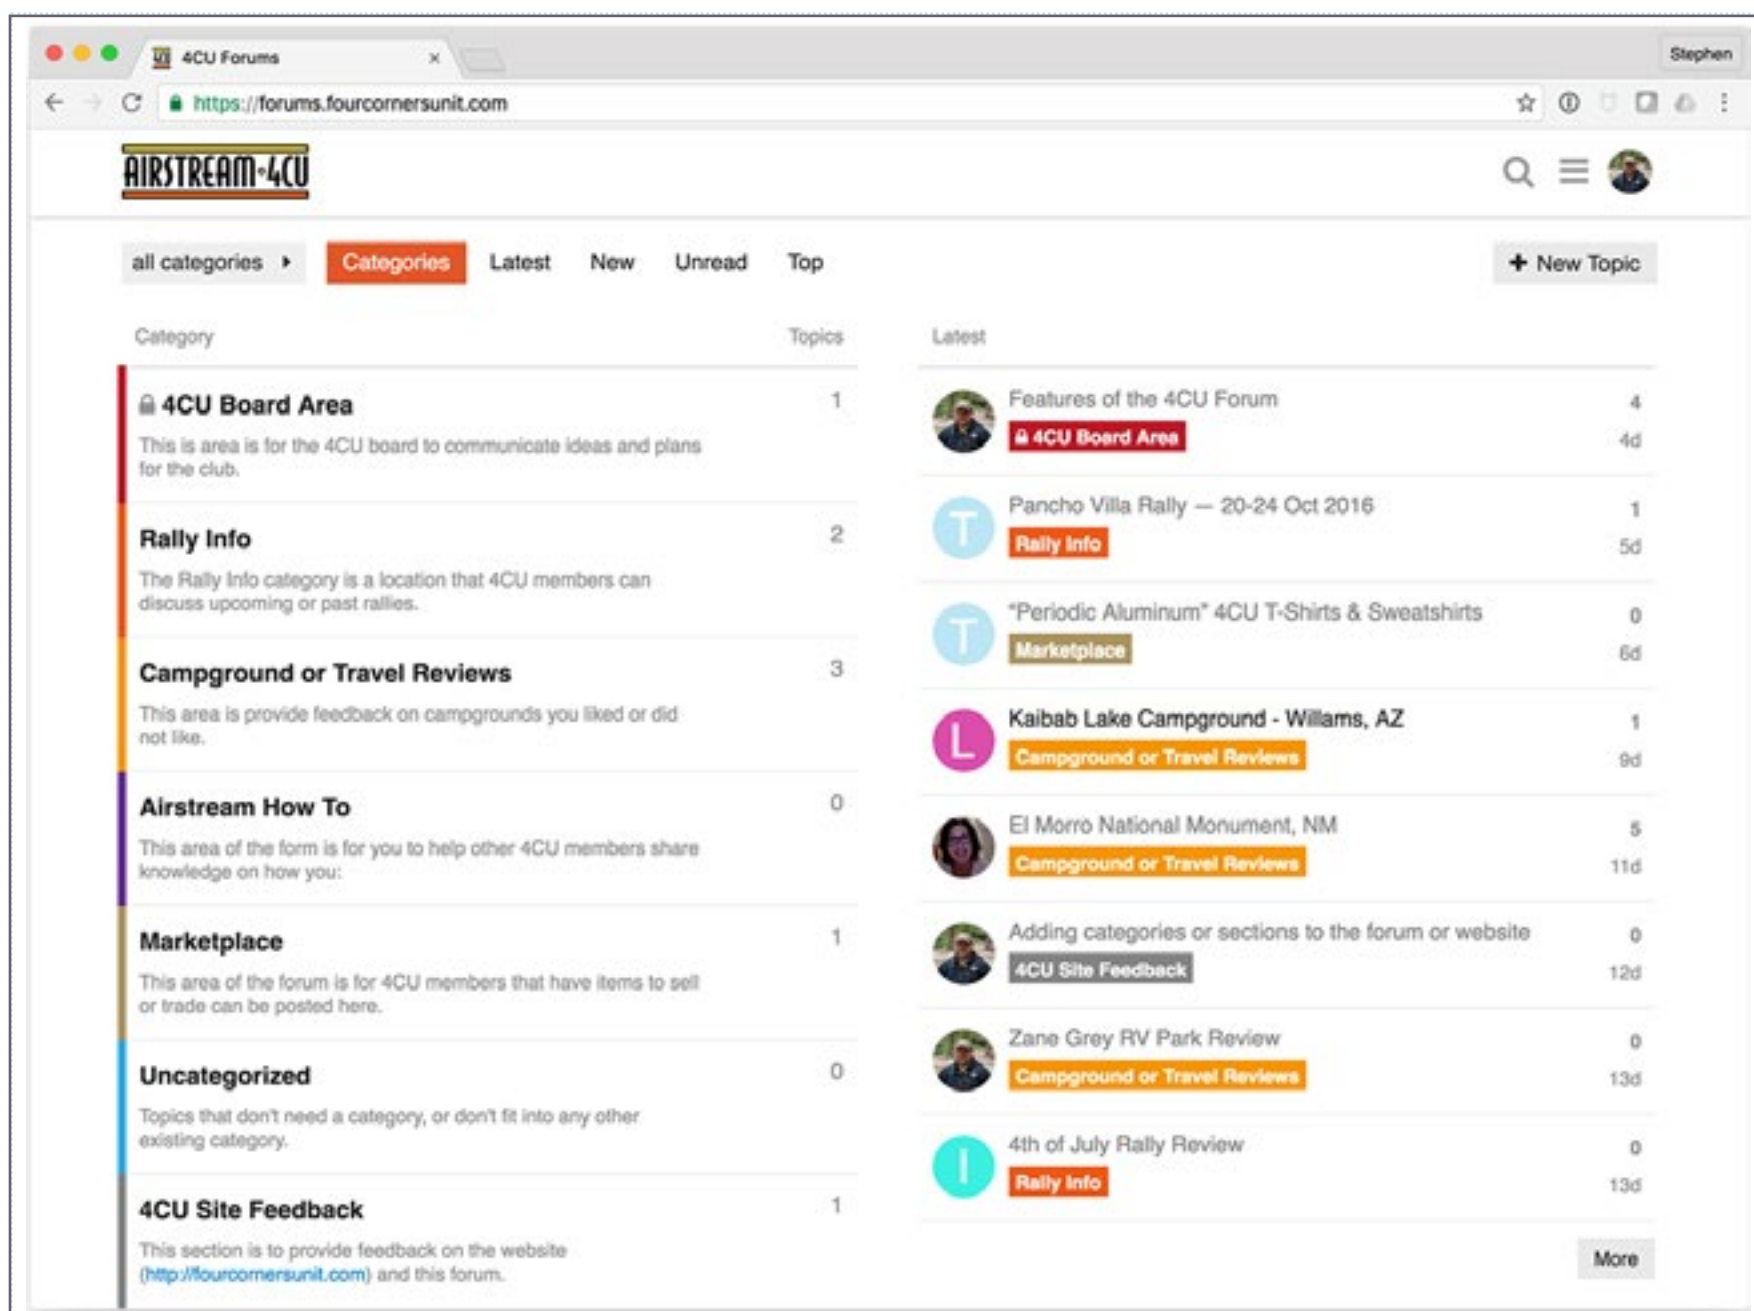 4CU Forums
Stephen
https://forums.fourcornersunit.com
AIRSTREAM•4CU
all categories
Categories
Latest
New
Unread
Top
+ New Topic
Category
Topics
4CU Board Area
1
This is area is for the 4CU board to communicate ideas and plans
for the club.
Rally Info
2
The Rally Info category is a location that 4CU members can
discuss upcoming or past rallies.
Campground or Travel Reviews
3
This area is provide feedback on campgrounds you liked or did
not like.
Airstream How To
0
This area of the form is for you to help other 4CU members share
knowledge on how you:
Marketplace
1
This area of the forum is for 4CU members that have items to sell
or trade can be posted here.
Uncategorized
0
Topics that don't need a category, or don't fit into any other
existing category.
4CU Site Feedback
1
This section is to provide feedback on the website
(http://fourcornersunit.com) and this forum.
Latest
Features of the 4CU Forum
4
4CU Board Area
4d
T
Pancho Villa Rally — 20-24 Oct 2016
1
Rally Info
5d
T
"Periodic Aluminum" 4CU T-Shirts & Sweatshirts
0
Marketplace
6d
L
Kaibab Lake Campground - Willams, AZ
1
Campground or Travel Reviews
9d
El Morro National Monument, NM
5
Campground or Travel Reviews
11d
Adding categories or sections to the forum or website
0
4CU Site Feedback
12d
Zane Grey RV Park Review
0
Campground or Travel Reviews
13d
I
4th of July Rally Review
0
Rally Info
13d
More